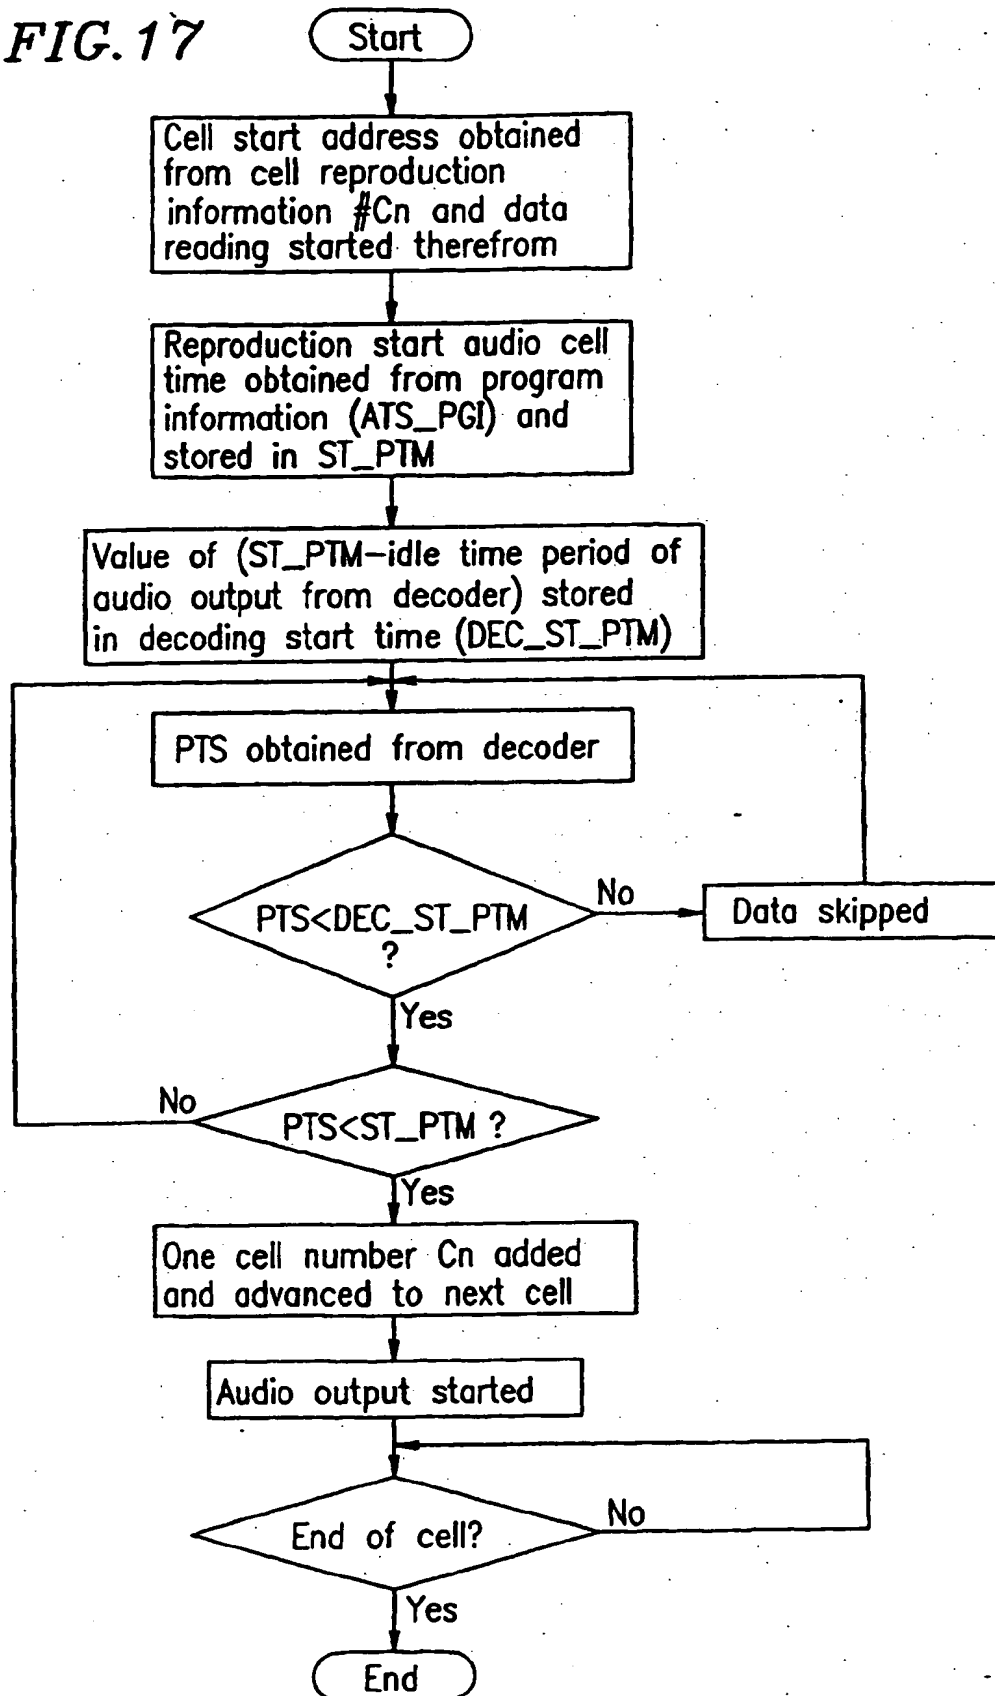 FIG.17
Start
Cell start address obtained
from cell reproduction
information #Cn and data
reading started therefrom
Reproduction start audio cell
time obtained from program
information (ATS_PGI) and
stored in ST_PTM
Value of (ST_PTM-idle time period of
audio output from decoder) stored
in decoding start time (DEC_ST_PTM)
PTS obtained from decoder
PTS<DEC_ST_PTM
?
No
Data skipped
Yes
No
PTS<ST_PTM ?
Yes
One cell number Cn added
and advanced to next cell
Audio output started
End of cell?
No
Yes
End